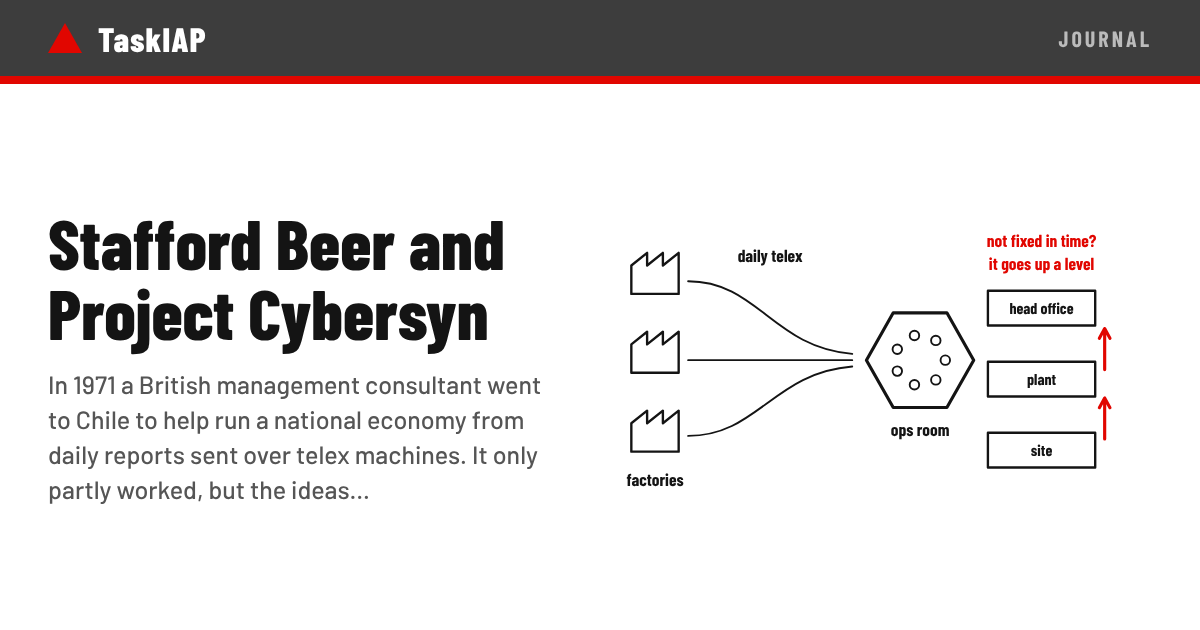 TaskIAP
JOURNAL
Stafford Beer and
Project Cybersyn
In 1971 a British management consultant went
to Chile to help run a national economy from
daily reports sent over telex machines. It only
partly worked, but the ideas...
daily telex
factories
ops room
not fixed in time?
it goes up a level
head office
plant
site